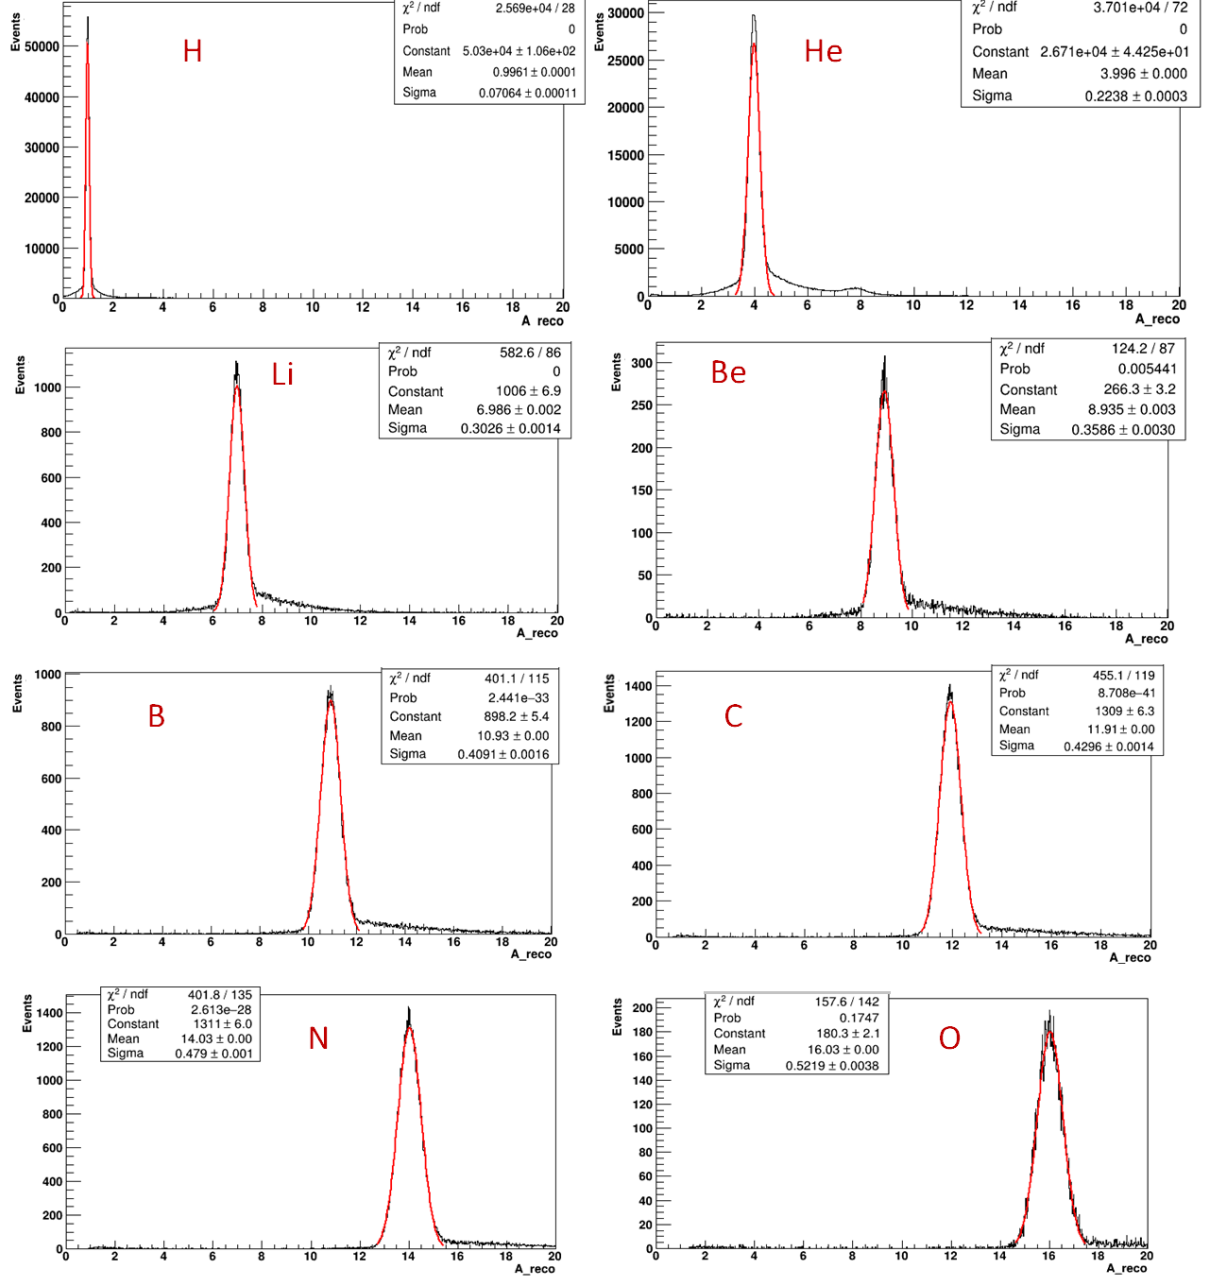 H
Events
χ² / ndf 2.569e+04 / 28
Prob 0
Constant 5.03e+04 ± 1.06e+02
Mean 0.9961 ± 0.0001
Sigma 0.07064 ± 0.00011
50000
40000
30000
20000
10000
0
0 2 4 6 8 10 12 14 16 18 20
A_reco
He
Events
χ² / ndf 3.701e+04 / 72
Prob 0
Constant 2.671e+04 ± 4.425e+01
Mean 3.996 ± 0.000
Sigma 0.2238 ± 0.0003
30000
25000
20000
15000
10000
5000
0
0 2 4 6 8 10 12 14 16 18 20
A_reco
Li
Events
χ² / ndf 582.6 / 86
Prob 0
Constant 1006 ± 6.9
Mean 6.986 ± 0.002
Sigma 0.3026 ± 0.0014
1000
800
600
400
200
0
0 2 4 6 8 10 12 14 16 18 20
A_reco
Be
Events
χ² / ndf 124.2 / 87
Prob 0.005441
Constant 266.3 ± 3.2
Mean 8.935 ± 0.003
Sigma 0.3586 ± 0.0030
300
250
200
150
100
50
0
0 2 4 6 8 10 12 14 16 18 20
A_reco
B
Events
χ² / ndf 401.1 / 115
Prob 2.441e−33
Constant 898.2 ± 5.4
Mean 10.93 ± 0.00
Sigma 0.4091 ± 0.0016
1000
800
600
400
200
0
0 2 4 6 8 10 12 14 16 18 20
A_reco
C
Events
χ² / ndf 455.1 / 119
Prob 8.708e−41
Constant 1309 ± 6.3
Mean 11.91 ± 0.00
Sigma 0.4296 ± 0.0014
1400
1200
1000
800
600
400
200
0
0 2 4 6 8 10 12 14 16 18 20
A_reco
N
Events
χ² / ndf 401.8 / 135
Prob 2.613e−28
Constant 1311 ± 6.0
Mean 14.03 ± 0.00
Sigma 0.479 ± 0.001
1400
1200
1000
800
600
400
200
0
0 2 4 6 8 10 12 14 16 18 20
A_reco
O
Events
χ² / ndf 157.6 / 142
Prob 0.1747
Constant 180.3 ± 2.1
Mean 16.03 ± 0.00
Sigma 0.5219 ± 0.0038
200
180
160
140
120
100
80
60
40
20
0
0 2 4 6 8 10 12 14 16 18 20
A_reco